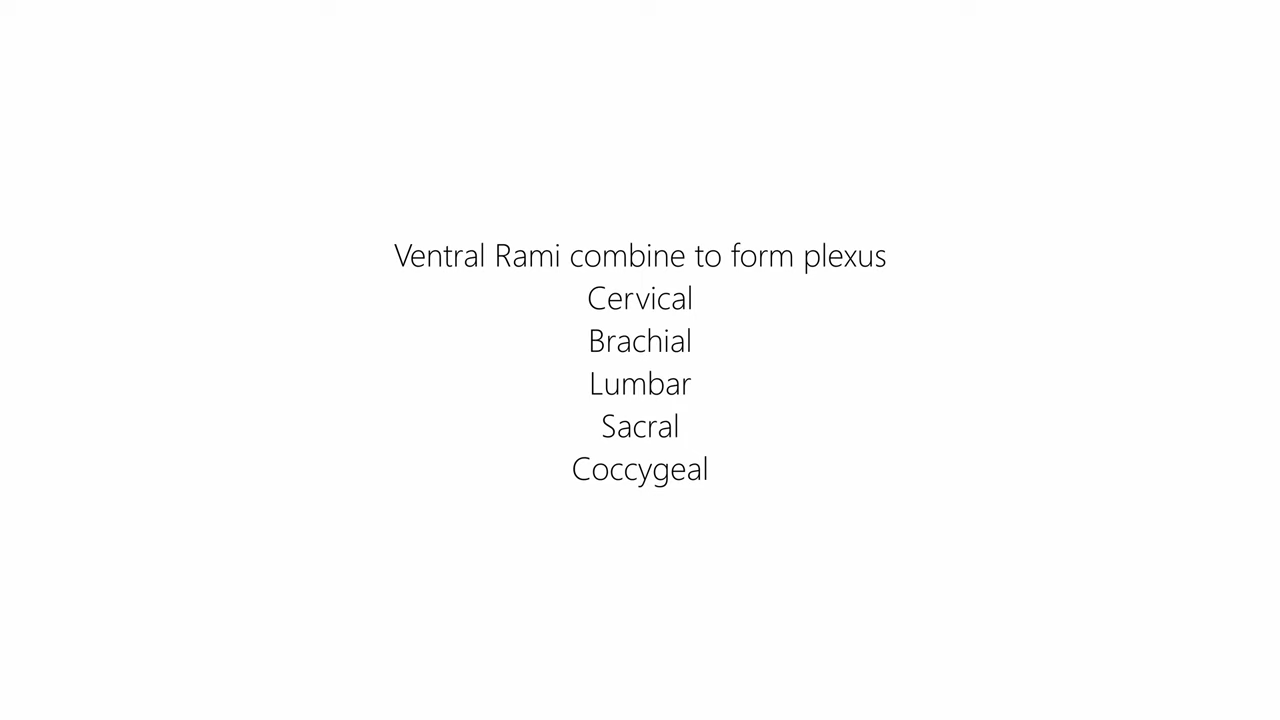 Ventral Rami combine to form plexus
Cervical
Brachial
Lumbar
Sacral
Coccygeal